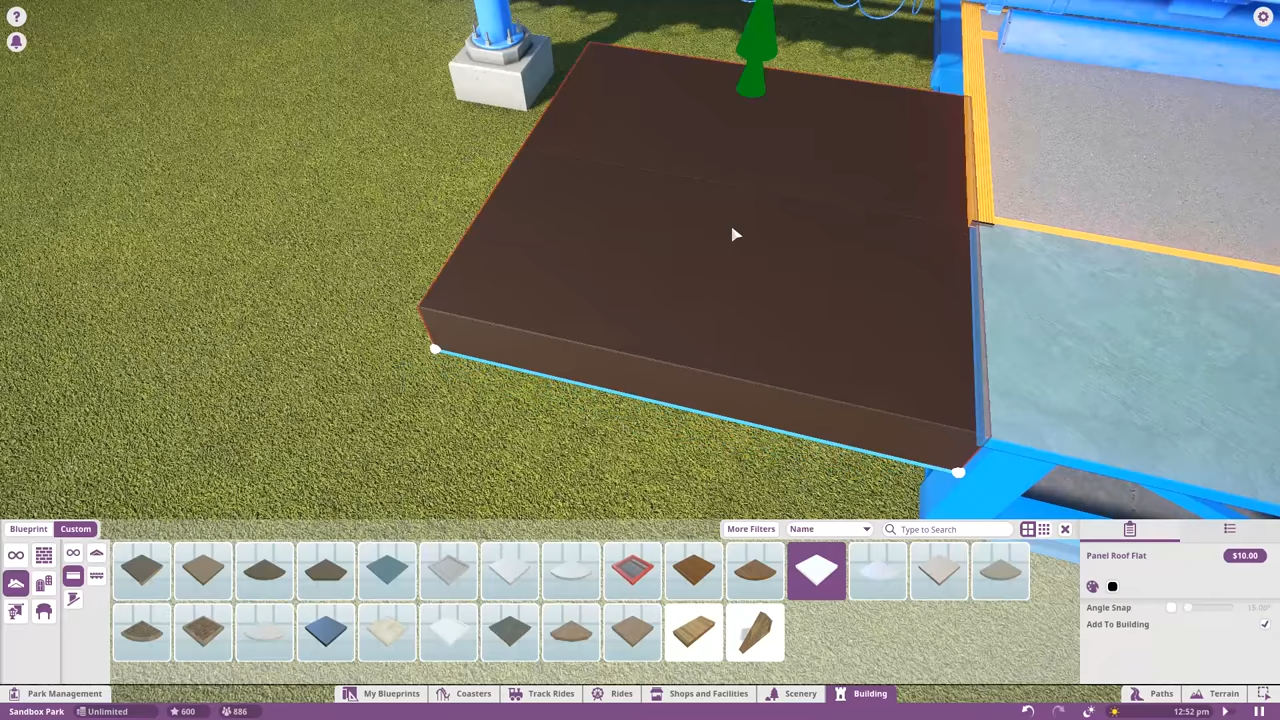 ?
Blueprint
Custom
More Filters
Name
Type to Search
Panel Roof Flat
$10.00
Angle Snap
15.00°
Add To Building
Park Management
My Blueprints
Coasters
Track Rides
Rides
Shops and Facilities
Scenery
Building
Paths
Terrain
Sandbox Park
Unlimited
600
886
12:52 pm